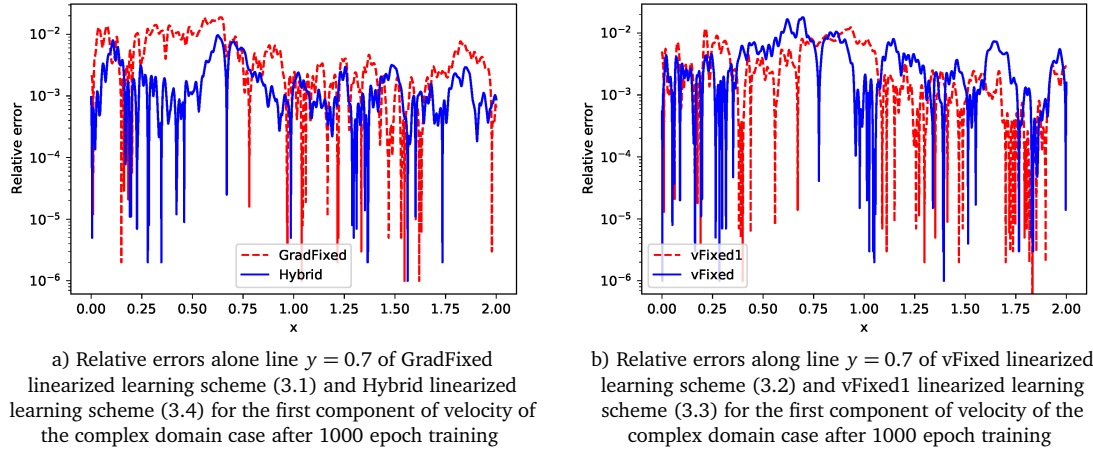 10⁻²
10⁻³
10⁻⁴
10⁻⁵
10⁻⁶
Relative error
GradFixed
Hybrid
0.00 0.25 0.50 0.75 1.00 1.25 1.50 1.75 2.00
x
a) Relative errors alone line y = 0.7 of GradFixed
linearized learning scheme (3.1) and Hybrid linearized
learning scheme (3.4) for the first component of velocity of
the complex domain case after 1000 epoch training
10⁻²
10⁻³
10⁻⁴
10⁻⁵
10⁻⁶
Relative error
vFixed1
vFixed
0.00 0.25 0.50 0.75 1.00 1.25 1.50 1.75 2.00
x
b) Relative errors along line y = 0.7 of vFixed linearized
learning scheme (3.2) and vFixed1 linearized learning
scheme (3.3) for the first component of velocity of the
complex domain case after 1000 epoch training